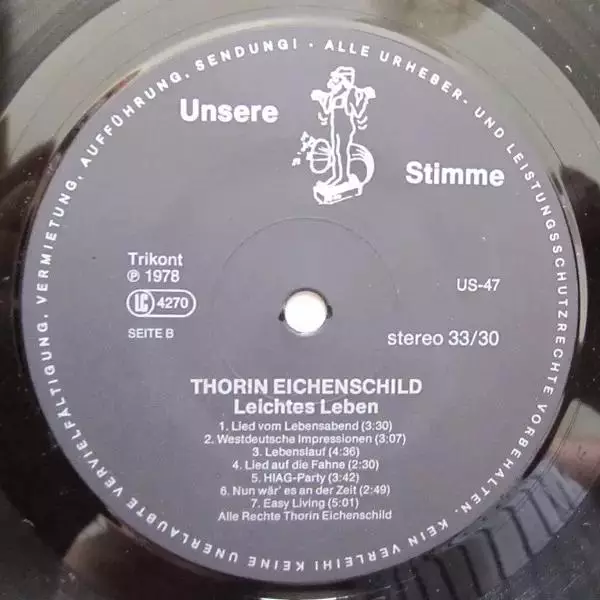 VERVIELFÄLTIGUNG, VERMIETUNG, AUFFÜHRUNG, SENDUNG! · ALLE URHEBER- UND LEISTUNGSSCHUTZRECHTE VORBEHALTEN. KEIN VERLEIH! KEINE UNERLAUBTE
Unsere
Stimme
Trikont
℗ 1978
LC 4270
SEITE B
US-47
stereo 33/30
THORIN EICHENSCHILD
Leichtes Leben
1. Lied vom Lebensabend (3:30)
2. Westdeutsche Impressionen (3:07)
3. Lebenslauf (4:36)
4. Lied auf die Fahne (2:30)
5. HIAG-Party (3:42)
6. Nun wär' es an der Zeit (2:49)
7. Easy Living (5:01)
Alle Rechte Thorin Eichenschild